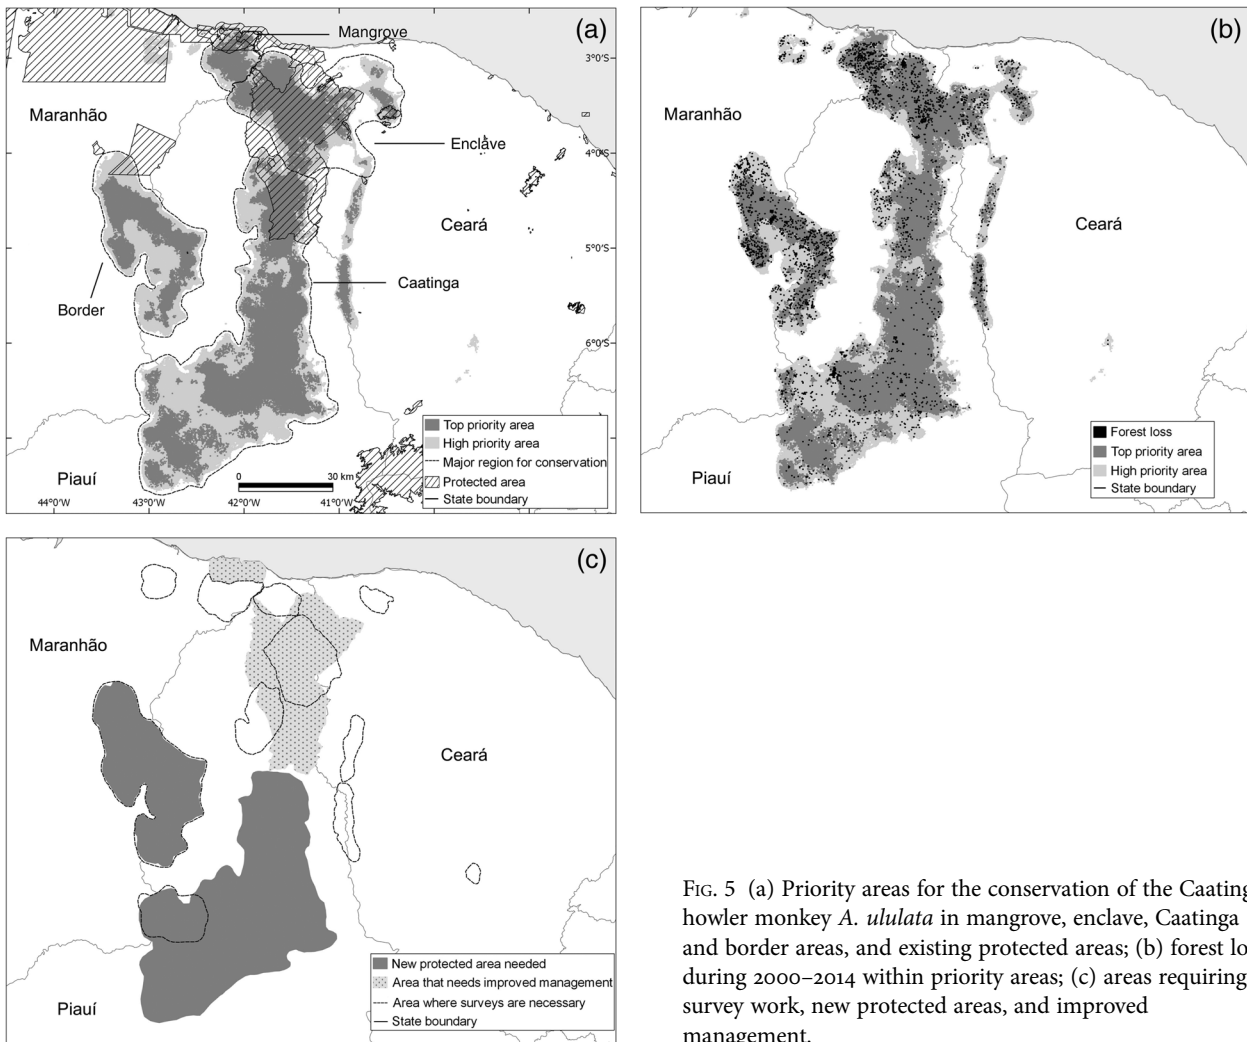 (a)
Mangrove
3°0'S
Maranhão
Enclave
4°0'S
Ceará
5°0'S
Caatinga
Border
6°0'S
Top priority area
High priority area
Major region for conservation
Protected area
State boundary
Piauí
0 30 km
44°0'W 43°0'W 42°0'W 41°0'W
(b)
Maranhão
Ceará
Forest loss
Top priority area
High priority area
State boundary
Piauí
(c)
Maranhão
Ceará
New protected area needed
Area that needs improved management
Area where surveys are necessary
State boundary
Piauí
FIG. 5 (a) Priority areas for the conservation of the Caating
howler monkey A. ululata in mangrove, enclave, Caatinga
and border areas, and existing protected areas; (b) forest lo
during 2000–2014 within priority areas; (c) areas requiring
survey work, new protected areas, and improved
management.